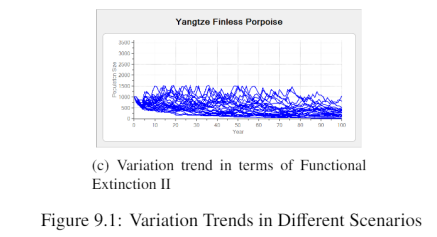 Yangtze Finless Porpoise
3500
3000
2500
2000
1500
1000
500
0
Population Size
0 10 20 30 40 50 60 70 80 90 100
Year
(c) Variation trend in terms of Functional
Extinction II
Figure 9.1: Variation Trends in Different Scenarios